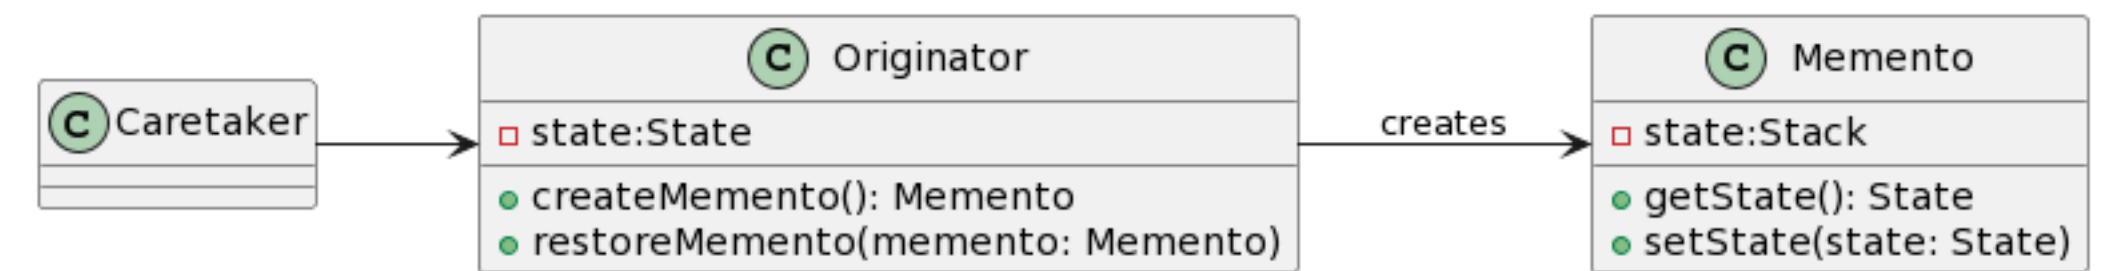 C Caretaker
C Originator
state:State
createMemento(): Memento
restoreMemento(memento: Memento)
creates
C Memento
state:Stack
getState(): State
setState(state: State)